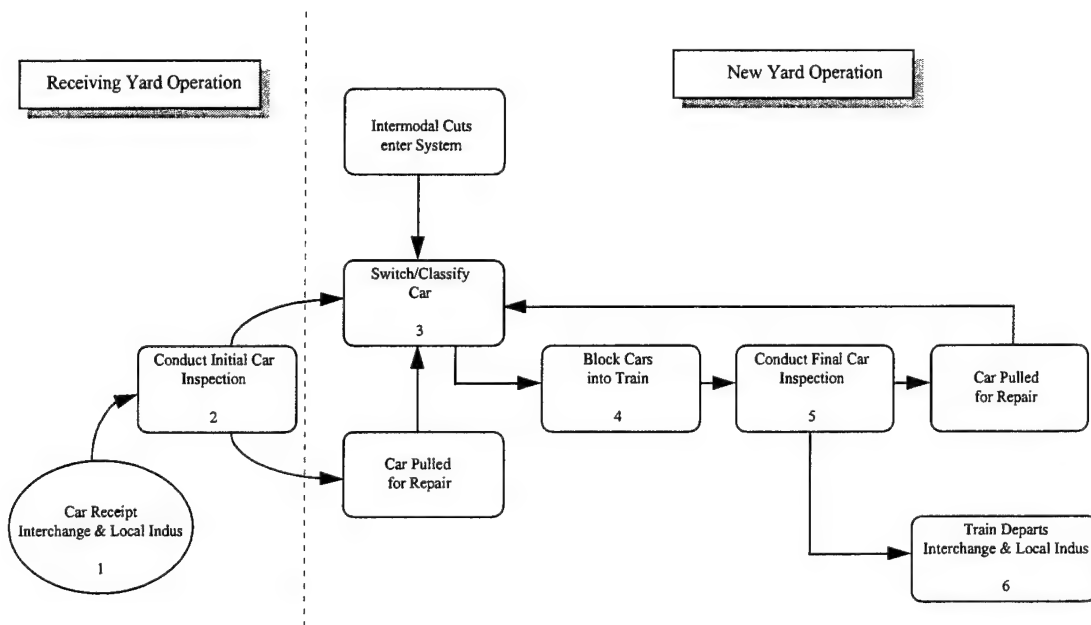 Receiving Yard Operation
New Yard Operation
Intermodal Cuts
enter System
Switch/Classify
Car
3
Conduct Initial Car
Inspection
2
Block Cars
into Train
4
Conduct Final Car
Inspection
5
Car Pulled
for Repair
Car Pulled
for Repair
Car Receipt
Interchange & Local Indus
1
Train Departs
Interchange & Local Indus
6